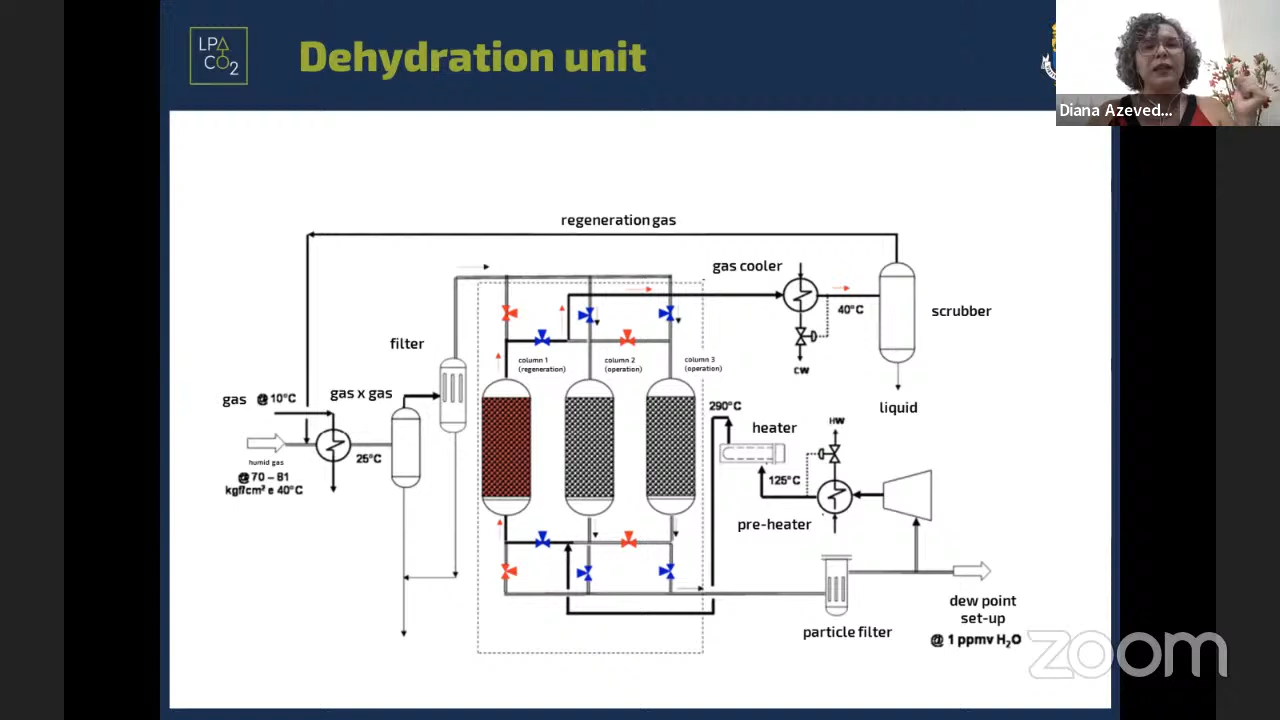 LPA
CO2
Dehydration unit
Diana Azeved...
regeneration gas
gas cooler
40°C
scrubber
CW
liquid
filter
column 1
(regeneration)
column 2
(operation)
column 3
(operation)
gas @ 10°C
gas x gas
humid gas
25°C
@ 70 – 81
kgf/cm² e 40°C
290°C
heater
HW
125°C
pre-heater
particle filter
dew point
set-up
@ 1 ppmv H₂O
zoom